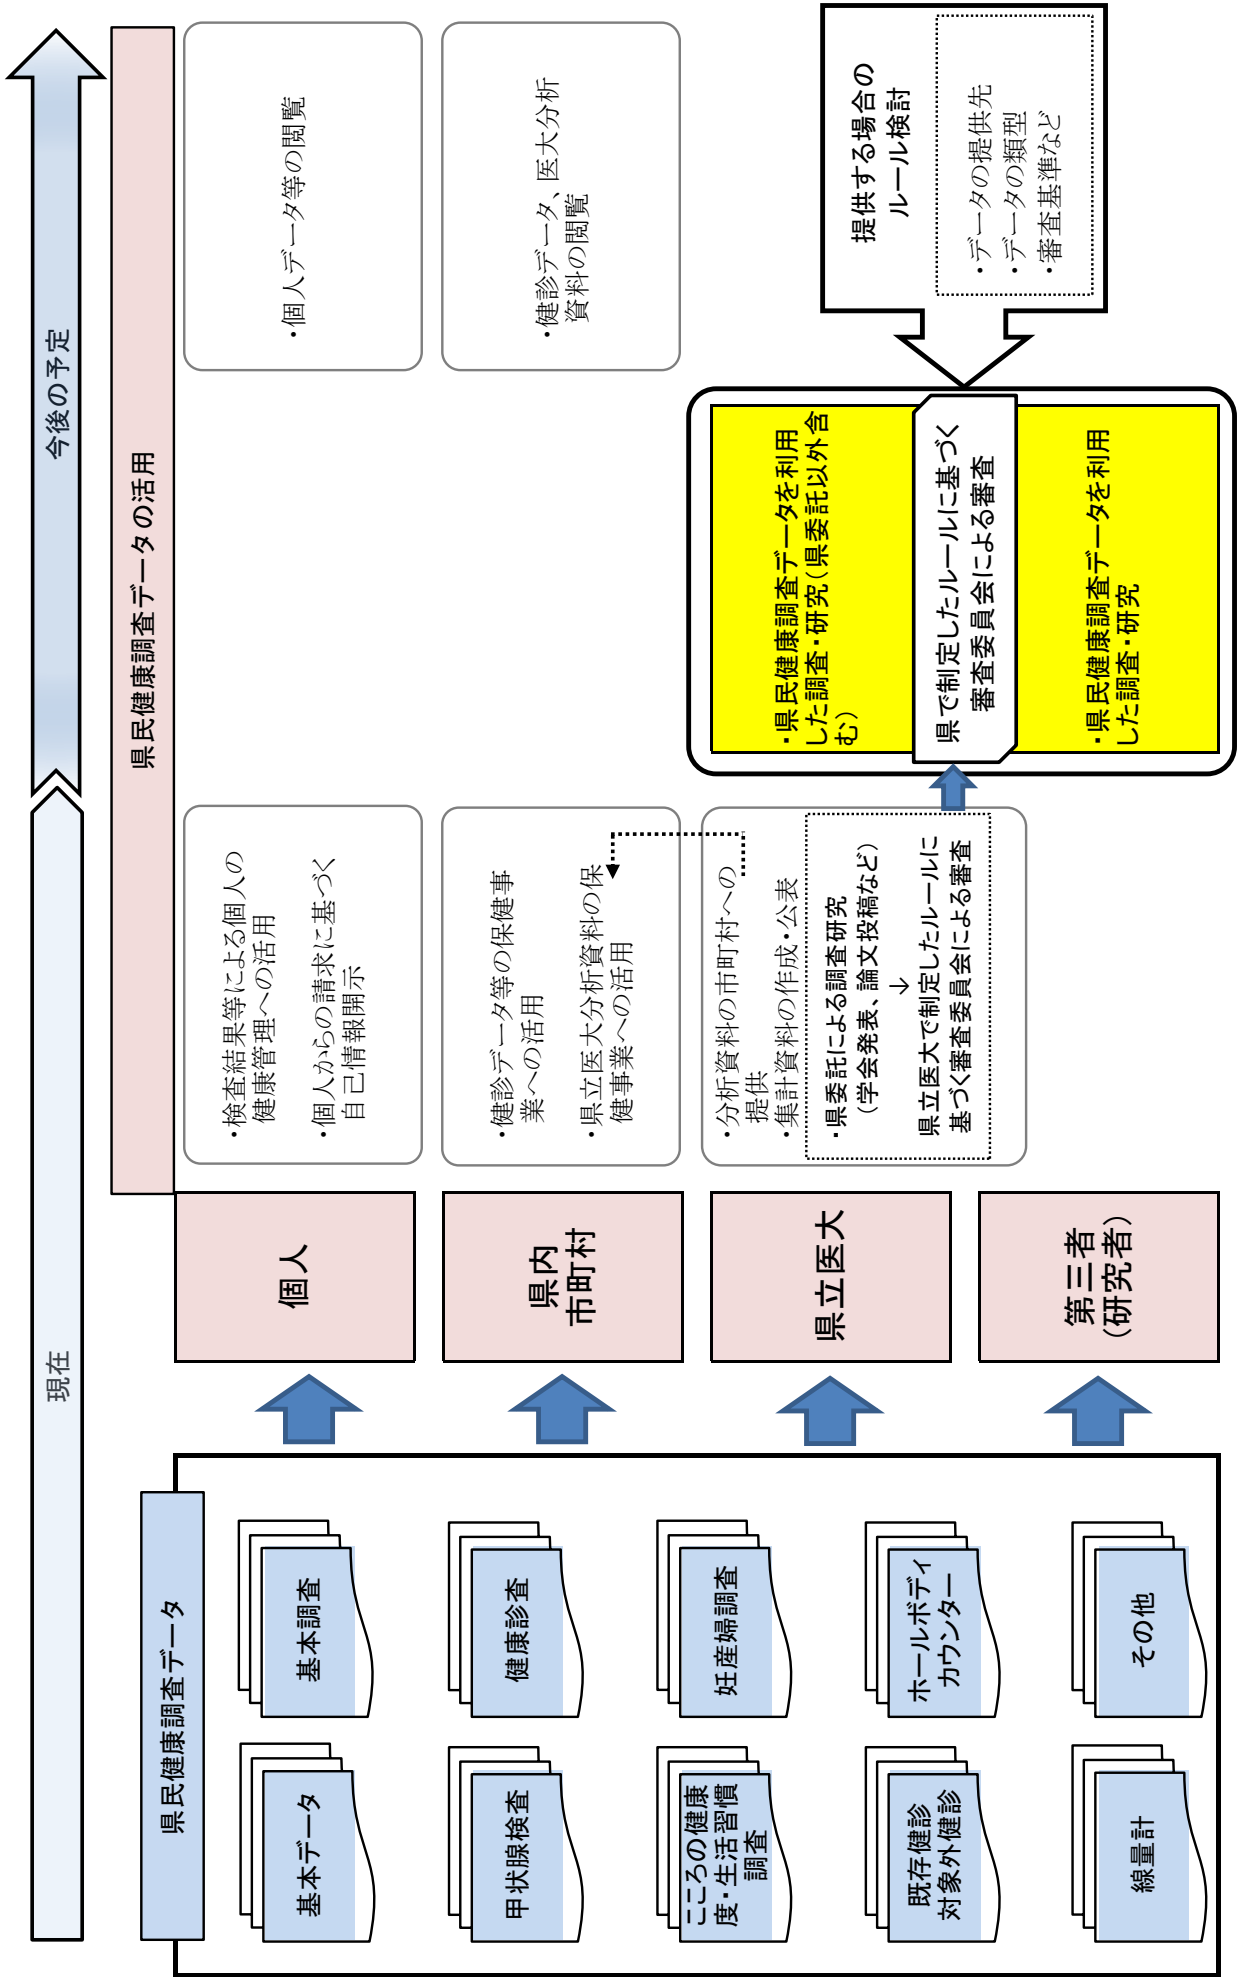 現在
今後の予定
県民健康調査データ
県民健康調査データの活用
基本データ
基本調査
甲状腺検査
健康診査
こころの健康
度・生活習慣
調査
妊産婦調査
既存健診
対象外健診
ホールボディ
カウンター
線量計
その他
個人
・検査結果等による個人の
健康管理への活用
・個人からの請求に基づく
自己情報開示
・個人データ等の閲覧
県内
市町村
・健診データ等の保健事
業への活用
・県立医大分析資料の保
健事業への活用
・健診データ、医大分析
資料の閲覧
県立医大
・分析資料の市町村への
提供
・集計資料の作成・公表
・県委託による調査研究
（学会発表、論文投稿など）
↓
県立医大で制定したルールに
基づく審査委員会による審査
・県民健康調査データを利用
した調査・研究（県委託以外含
む）
県で制定したルールに基づく
審査委員会による審査
第三者
（研究者）
・県民健康調査データを利用
した調査・研究
提供する場合の
ルール検討
・データの提供先
・データの類型
・審査基準など